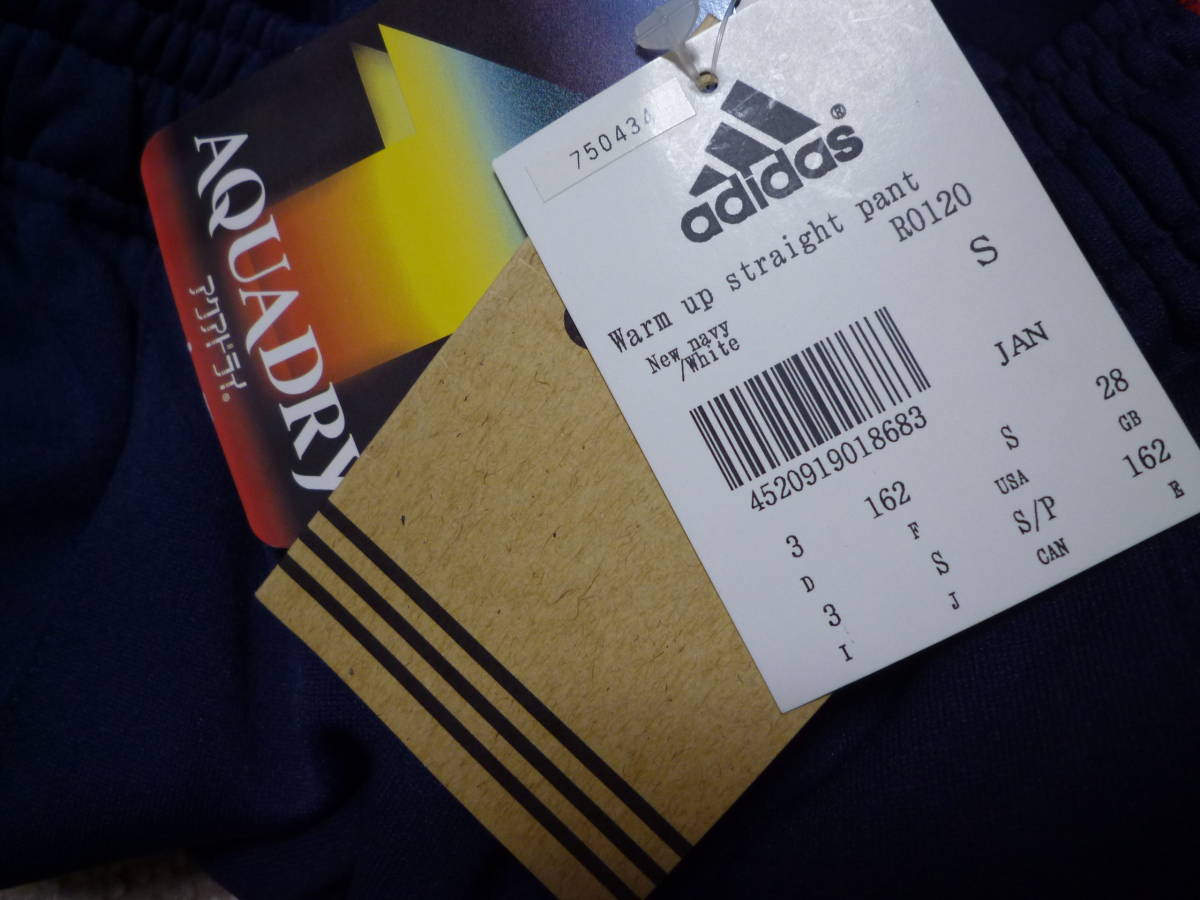 AQUADRY
アクアドライ®
750434
adidas®
Warm up straight pant
R0120
New navy
/White
S
4520919018683
JAN
3 162 S 28
D F USA GB
3 S S/P 162
I J CAN E